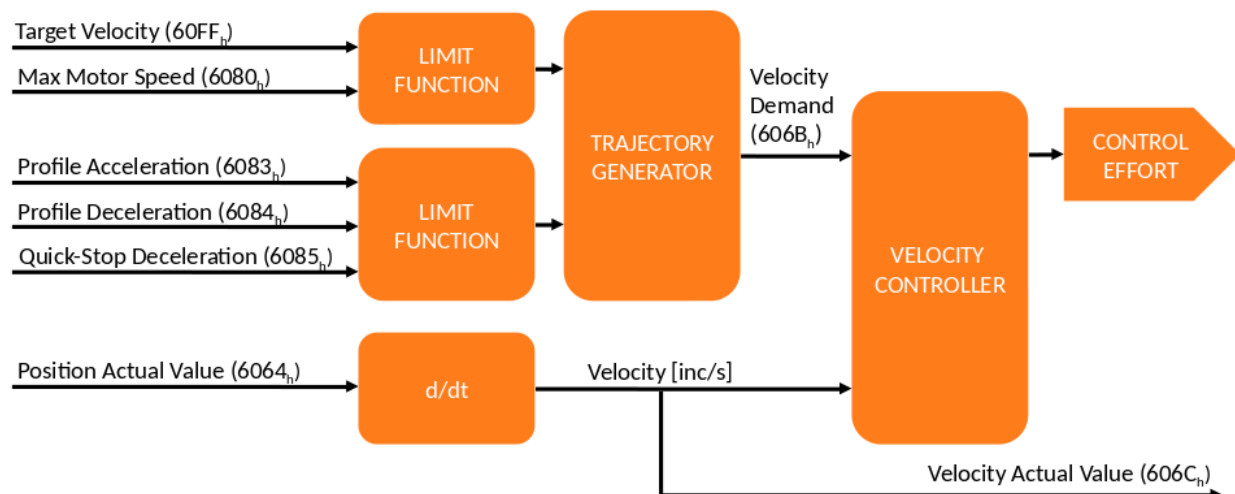 Target Velocity (60FFh)
Max Motor Speed (6080h)
LIMIT
FUNCTION
Profile Acceleration (6083h)
Profile Deceleration (6084h)
Quick-Stop Deceleration (6085h)
LIMIT
FUNCTION
TRAJECTORY
GENERATOR
Velocity
Demand
(606Bh)
VELOCITY
CONTROLLER
CONTROL
EFFORT
Position Actual Value (6064h)
d/dt
Velocity [inc/s]
Velocity Actual Value (606Ch)